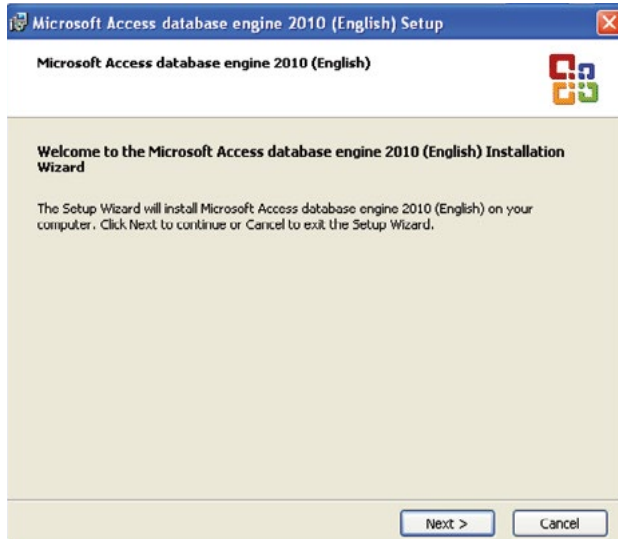 Microsoft Access database engine 2010 (English) Setup
Microsoft Access database engine 2010 (English)
Welcome to the Microsoft Access database engine 2010 (English) Installation
Wizard
The Setup Wizard will install Microsoft Access database engine 2010 (English) on your
computer. Click Next to continue or Cancel to exit the Setup Wizard.
Next >
Cancel